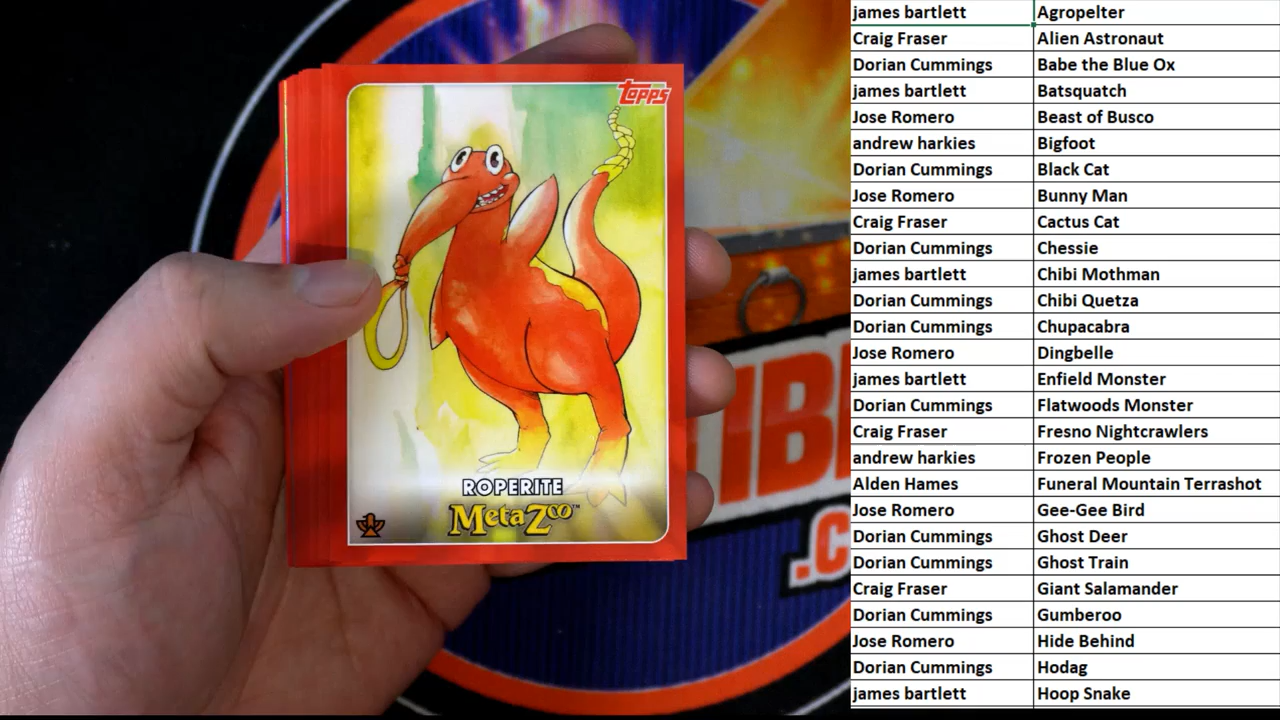 topps
ROPERITE
MetaZoo™
IBL
.C
james bartlett Agropelter
Craig Fraser Alien Astronaut
Dorian Cummings Babe the Blue Ox
james bartlett Batsquatch
Jose Romero Beast of Busco
andrew harkies Bigfoot
Dorian Cummings Black Cat
Jose Romero Bunny Man
Craig Fraser Cactus Cat
Dorian Cummings Chessie
james bartlett Chibi Mothman
Dorian Cummings Chibi Quetza
Dorian Cummings Chupacabra
Jose Romero Dingbelle
james bartlett Enfield Monster
Dorian Cummings Flatwoods Monster
Craig Fraser Fresno Nightcrawlers
andrew harkies Frozen People
Alden Hames Funeral Mountain Terrashot
Jose Romero Gee-Gee Bird
Dorian Cummings Ghost Deer
Dorian Cummings Ghost Train
Craig Fraser Giant Salamander
Dorian Cummings Gumberoo
Jose Romero Hide Behind
Dorian Cummings Hodag
james bartlett Hoop Snake